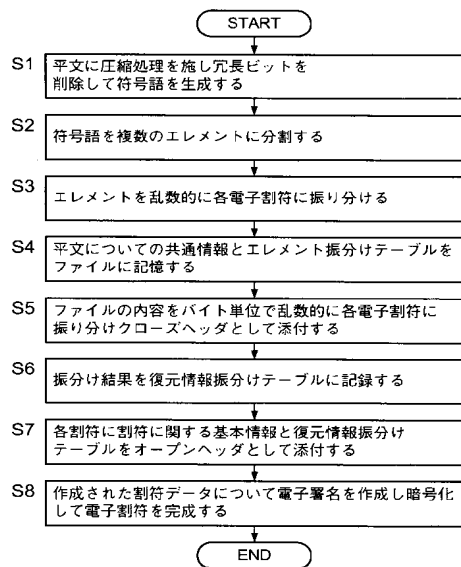 START
S1
平文に圧縮処理を施し冗長ビットを
削除して符号語を生成する
S2
符号語を複数のエレメントに分割する
S3
エレメントを乱数的に各電子割符に振り分ける
S4
平文についての共通情報とエレメント振分けテーブルを
ファイルに記憶する
S5
ファイルの内容をバイト単位で乱数的に各電子割符に
振り分けクローズヘッダとして添付する
S6
振分け結果を復元情報振分けテーブルに記録する
S7
各割符に割符に関する基本情報と復元情報振分け
テーブルをオープンヘッダとして添付する
S8
作成された割符データについて電子署名を作成し暗号化
して電子割符を完成する
END